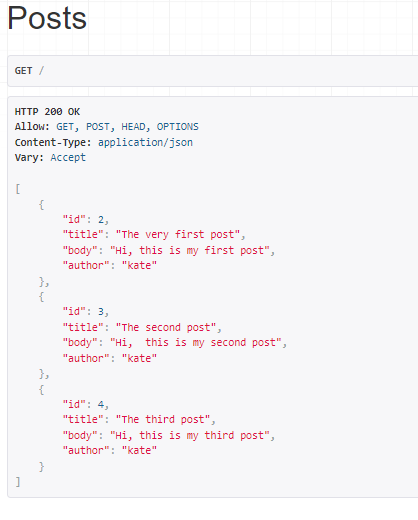 Posts
GET /
HTTP 200 OK
Allow: GET, POST, HEAD, OPTIONS
Content-Type: application/json
Vary: Accept
[
    {
        "id": 2,
        "title": "The very first post",
        "body": "Hi, this is my first post",
        "author": "kate"
    },
    {
        "id": 3,
        "title": "The second post",
        "body": "Hi,  this is my second post",
        "author": "kate"
    },
    {
        "id": 4,
        "title": "The third post",
        "body": "Hi, this is my third post",
        "author": "kate"
    }
]